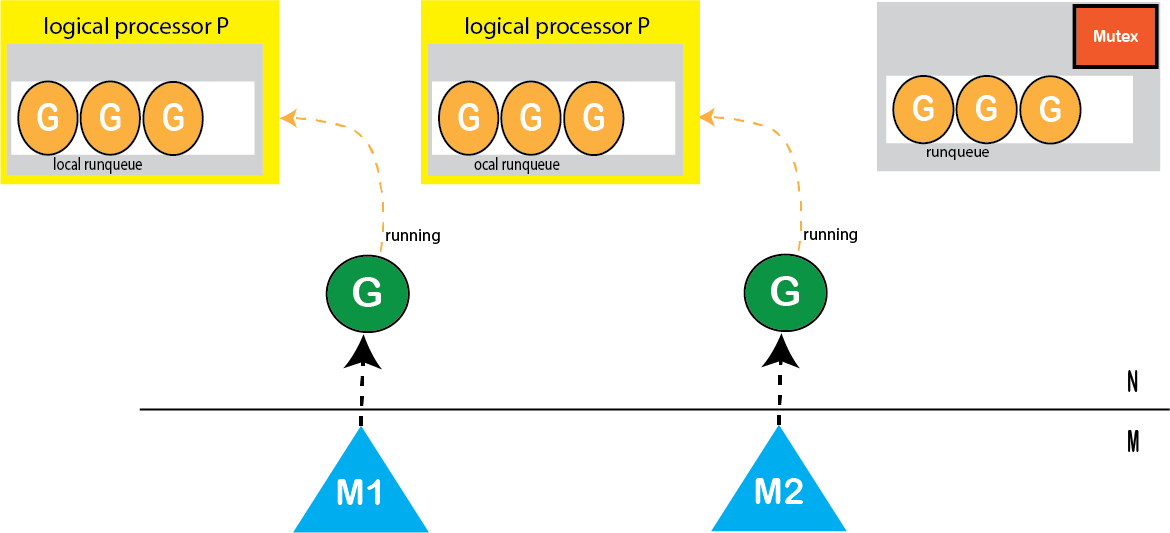 logical processor P
logical processor P
Mutex
G G G
G G G
G G G
local runqueue
ocal runqueue
runqueue
running
running
G
G
N
M
M1
M2